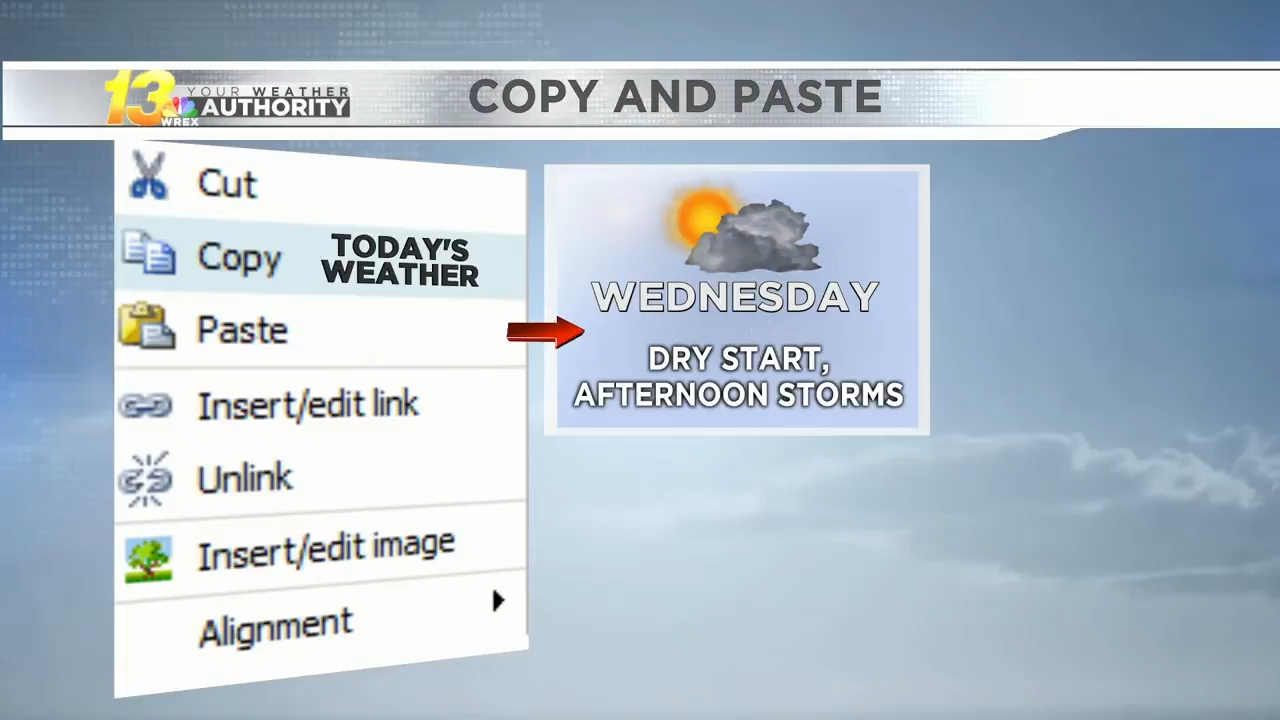 13
WREX
YOUR WEATHER
AUTHORITY
COPY AND PASTE
Cut
Copy
TODAY'S
WEATHER
Paste
Insert/edit link
Unlink
Insert/edit image
Alignment
WEDNESDAY
DRY START,
AFTERNOON STORMS